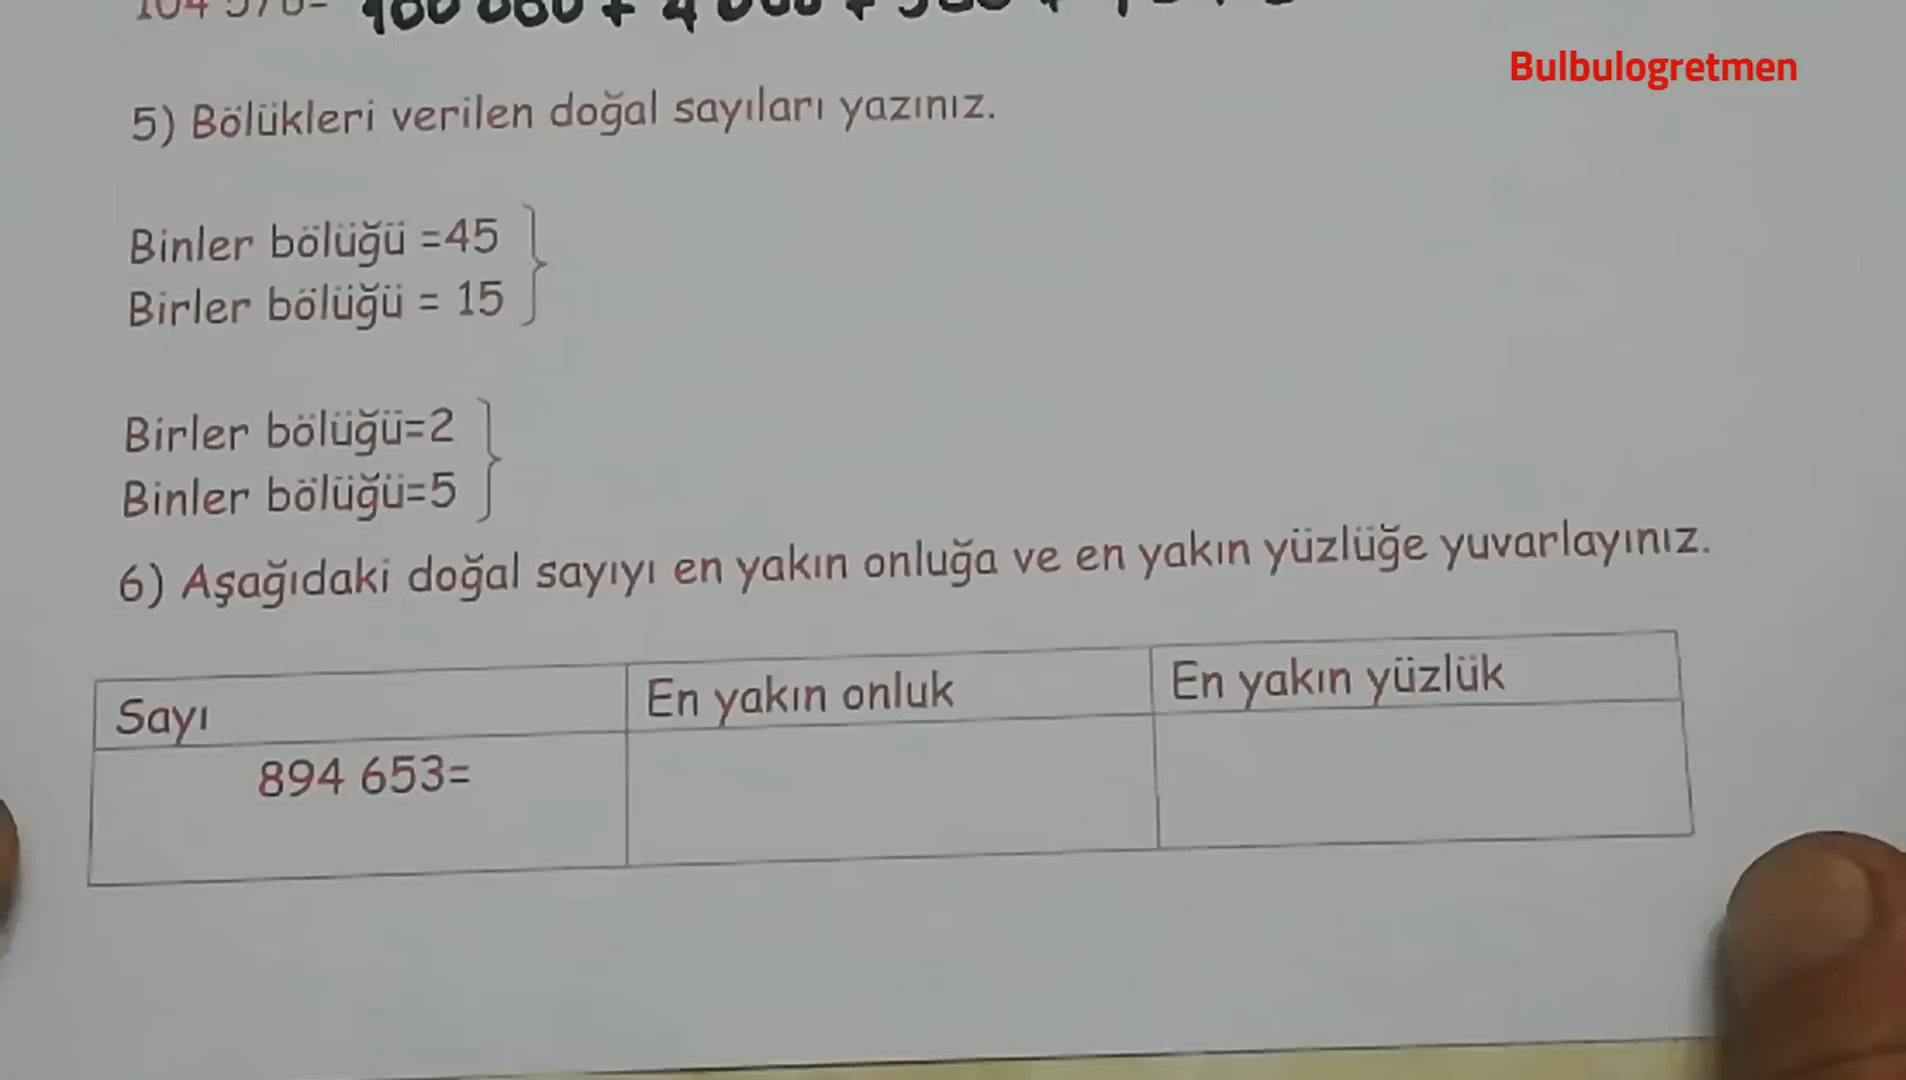 Bulbulogretmen
5) Bölükleri verilen doğal sayıları yazınız.
Binler bölüğü =45
Birler bölüğü = 15
Birler bölüğü=2
Binler bölüğü=5
6) Aşağıdaki doğal sayıyı en yakın onluğa ve en yakın yüzlüğe yuvarlayınız.
Sayı En yakın onluk En yakın yüzlük
894 653=